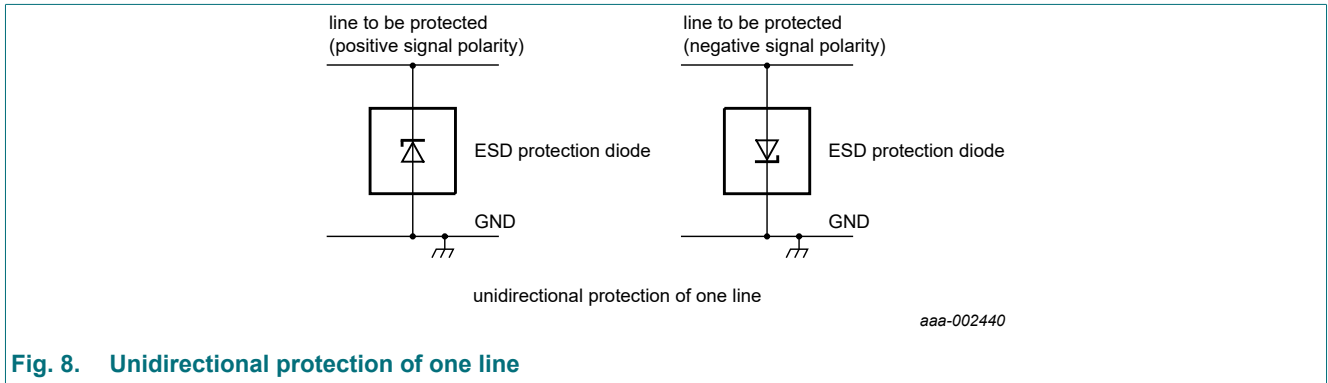 line to be protected
(positive signal polarity)
ESD protection diode
GND
line to be protected
(negative signal polarity)
ESD protection diode
GND
unidirectional protection of one line
aaa-002440
Fig. 8. Unidirectional protection of one line